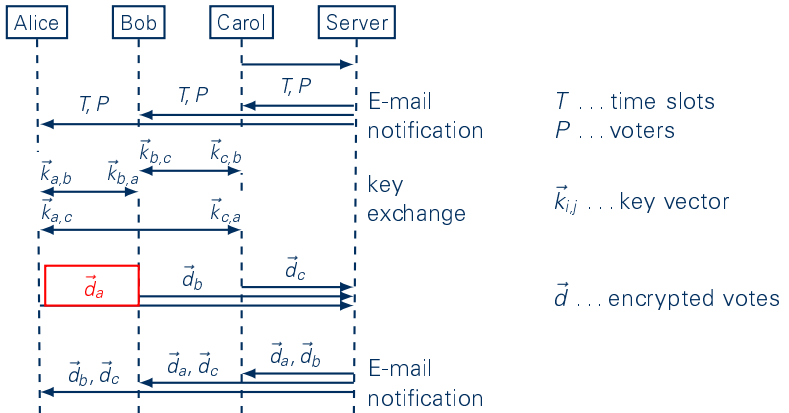 Alice Bob Carol Server
T, P T, P T, P
E-mail
notification
T ... time slots
P ... voters
k⃗b,c k⃗c,b
k⃗a,b k⃗b,a
key
exchange
k⃗i,j ... key vector
k⃗a,c k⃗c,a
d⃗a d⃗b d⃗c
d⃗ ... encrypted votes
d⃗b, d⃗c d⃗a, d⃗c d⃗a, d⃗b
E-mail
notification